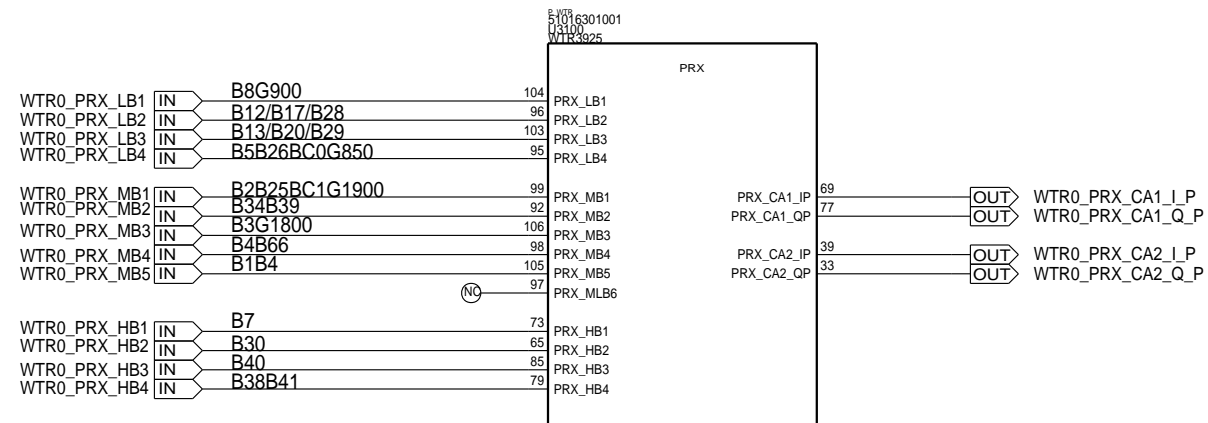 P_WTR
51016301001
U3100
WTR3925
PRX
WTR0_PRX_LB1 IN B8G900 104 PRX_LB1
WTR0_PRX_LB2 IN B12/B17/B28 96 PRX_LB2
WTR0_PRX_LB3 IN B13/B20/B29 103 PRX_LB3
WTR0_PRX_LB4 IN B5B26BC0G850 95 PRX_LB4
WTR0_PRX_MB1 IN B2B25BC1G1900 99 PRX_MB1 PRX_CA1_IP 69 OUT WTR0_PRX_CA1_I_P
WTR0_PRX_MB2 IN B34B39 92 PRX_MB2 PRX_CA1_QP 77 OUT WTR0_PRX_CA1_Q_P
WTR0_PRX_MB3 IN B3G1800 106 PRX_MB3
WTR0_PRX_MB4 IN B4B66 98 PRX_MB4 PRX_CA2_IP 39 OUT WTR0_PRX_CA2_I_P
WTR0_PRX_MB5 IN B1B4 105 PRX_MB5 PRX_CA2_QP 33 OUT WTR0_PRX_CA2_Q_P
NC 97 PRX_MLB6
WTR0_PRX_HB1 IN B7 73 PRX_HB1
WTR0_PRX_HB2 IN B30 65 PRX_HB2
WTR0_PRX_HB3 IN B40 85 PRX_HB3
WTR0_PRX_HB4 IN B38B41 79 PRX_HB4